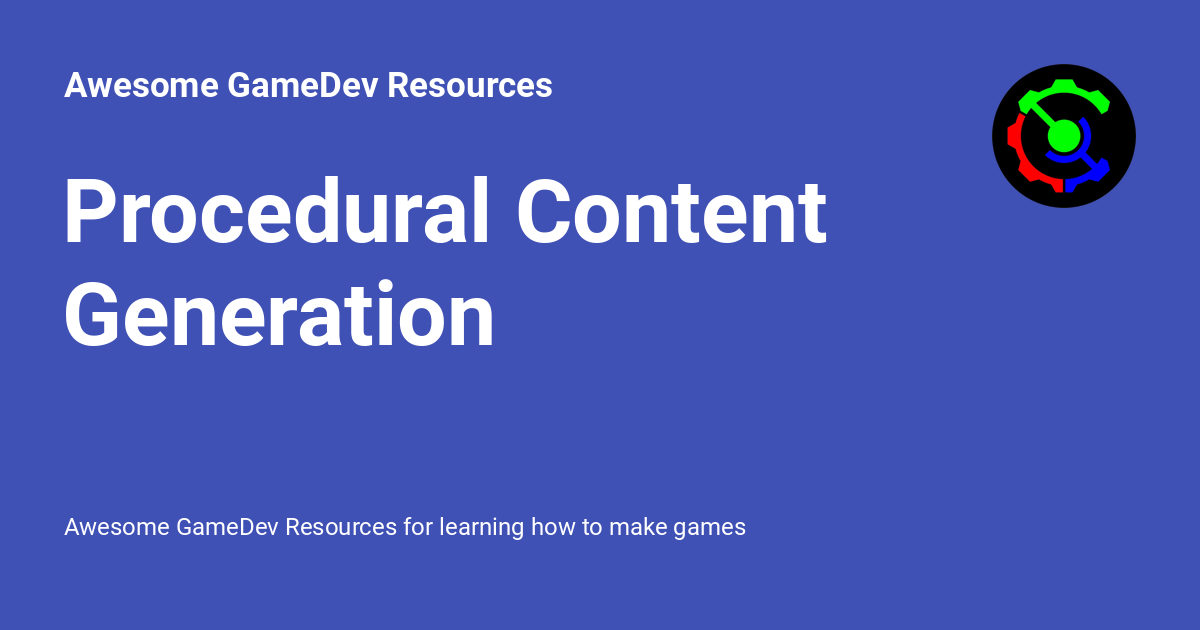 Awesome GameDev Resources
Procedural Content
Generation
Awesome GameDev Resources for learning how to make games